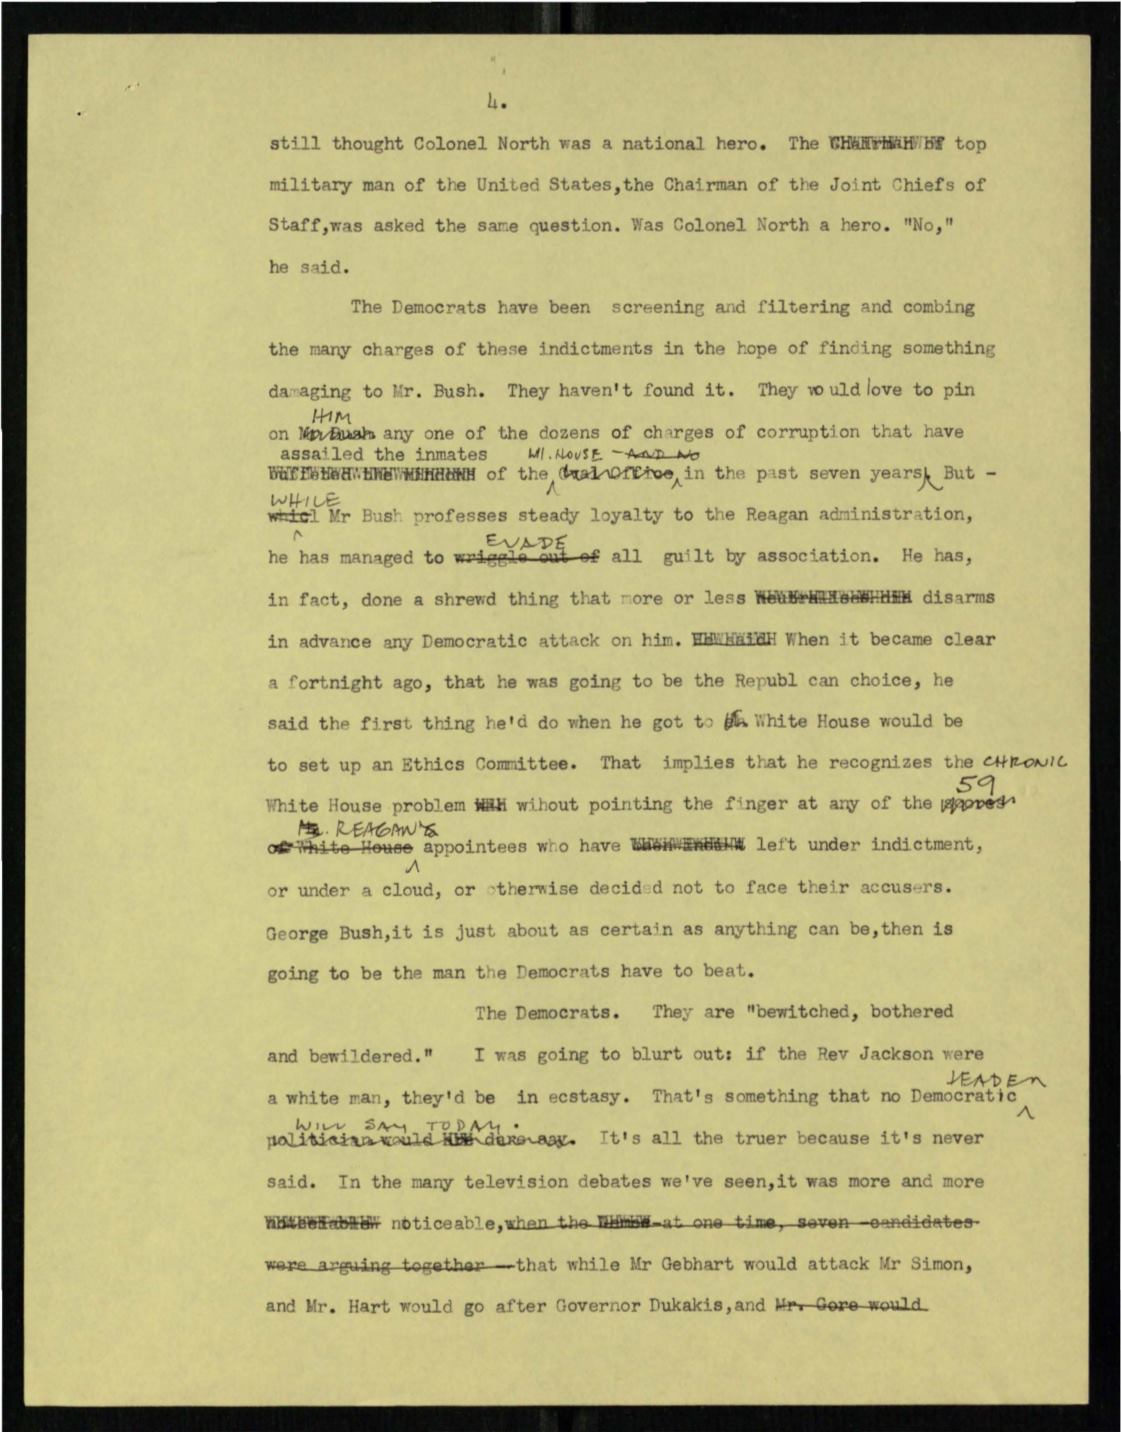 4.
still thought Colonel North was a national hero. The top
military man of the United States,the Chairman of the Joint Chiefs of
Staff,was asked the same question. Was Colonel North a hero. "No,"
he said.
The Democrats have been screening and filtering and combing
the many charges of these indictments in the hope of finding something
damaging to Mr. Bush. They haven't found it. They would love to pin
HIM
on Mr. Bush any one of the dozens of charges of corruption that have
assailed the inmates WH. HOUSE - AND NO
of the Oval Office, in the past seven years. But -
WHILE
Mr Bush professes steady loyalty to the Reagan administration,
EVADE
he has managed to wriggle out of all guilt by association. He has,
in fact, done a shrewd thing that more or less disarms
in advance any Democratic attack on him. When it became clear
a fortnight ago, that he was going to be the Republ can choice, he
said the first thing he'd do when he got to White House would be
to set up an Ethics Committee. That implies that he recognizes the CHRONIC
59
White House problem wihout pointing the finger at any of the
REAGAN'S
of White House appointees who have left under indictment,
or under a cloud, or otherwise decided not to face their accusers.
George Bush,it is just about as certain as anything can be,then is
going to be the man the Democrats have to beat.
The Democrats. They are "bewitched, bothered
and bewildered." I was going to blurt out: if the Rev Jackson were
LEADER
a white man, they'd be in ecstasy. That's something that no Democratic
WILL SAY TODAY.
politician would dare say. It's all the truer because it's never
said. In the many television debates we've seen,it was more and more
noticeable,when the at one time, seven -candidates-
were arguing together --that while Mr Gebhart would attack Mr Simon,
and Mr. Hart would go after Governor Dukakis,and Mr. Gore would